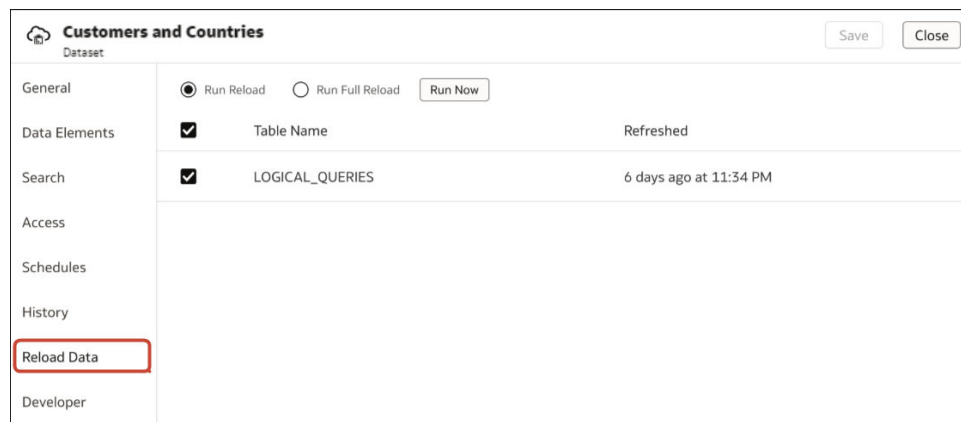 Customers and Countries
Dataset
Save
Close
General
Run Reload Run Full Reload Run Now
Data Elements
Table Name Refreshed
Search
LOGICAL_QUERIES 6 days ago at 11:34 PM
Access
Schedules
History
Reload Data
Developer